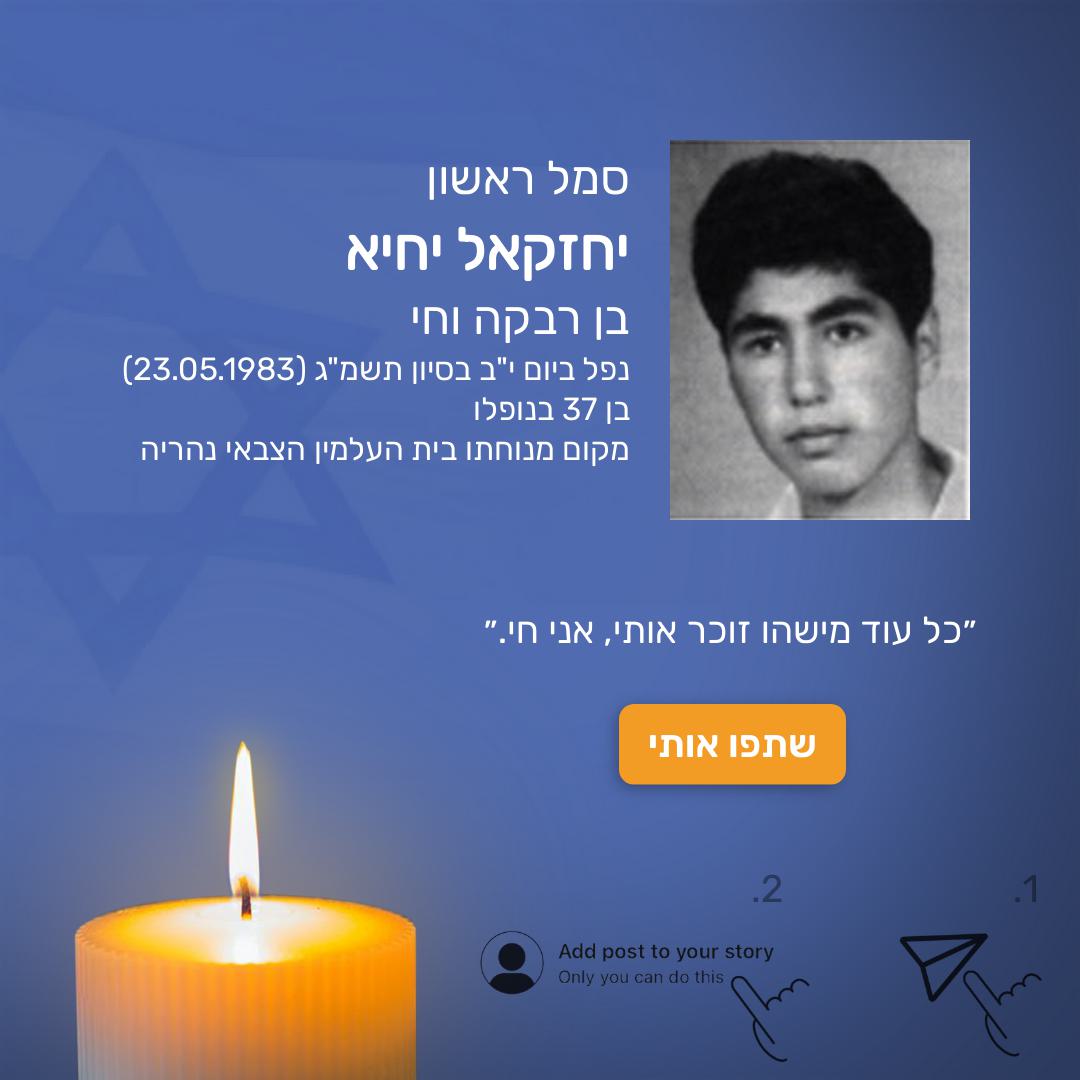 סמל ראשון
יחזקאל יחיא
בן רבקה וחי
נפל ביום י"ב בסיון תשמ"ג (23.05.1983)
בן 37 בנופלו
מקום מנוחתו בית העלמין הצבאי נהריה
״כל עוד מישהו זוכר אותי, אני חי.״
שתפו אותי
.1
.2
Add post to your story
Only you can do this